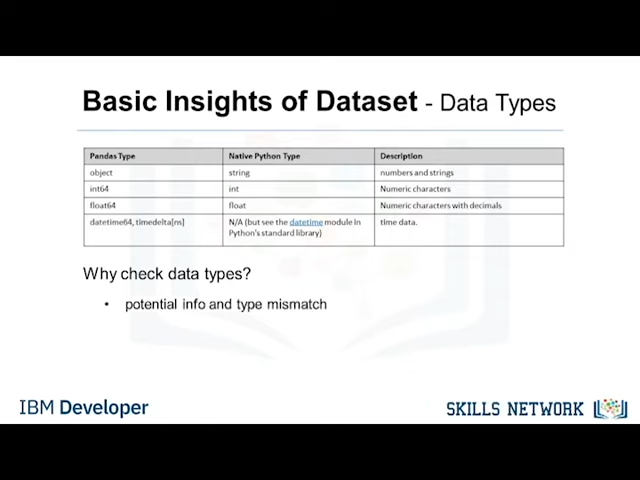 Basic Insights of Dataset - Data Types
Pandas Type Native Python Type Description
object string numbers and strings
int64 int Numeric characters
float64 float Numeric characters with decimals
datetime64, timedelta[ns] N/A (but see the datetime module in time data.
Python's standard library)
Why check data types?
• potential info and type mismatch
IBM Developer
SKILLS NETWORK